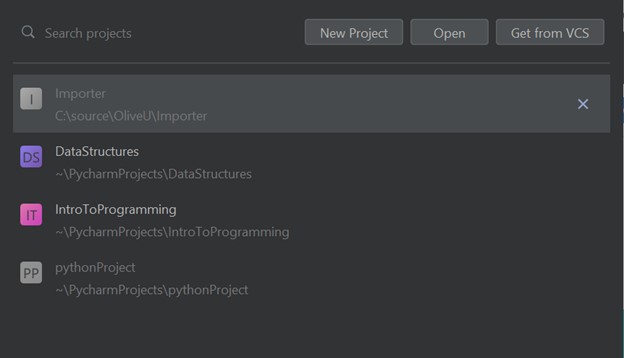 Search projects
New Project
Open
Get from VCS
I
Importer
C:\source\OliveU\Importer
DS
DataStructures
~\PycharmProjects\DataStructures
IT
IntroToProgramming
~\PycharmProjects\IntroToProgramming
PP
pythonProject
~\PycharmProjects\pythonProject